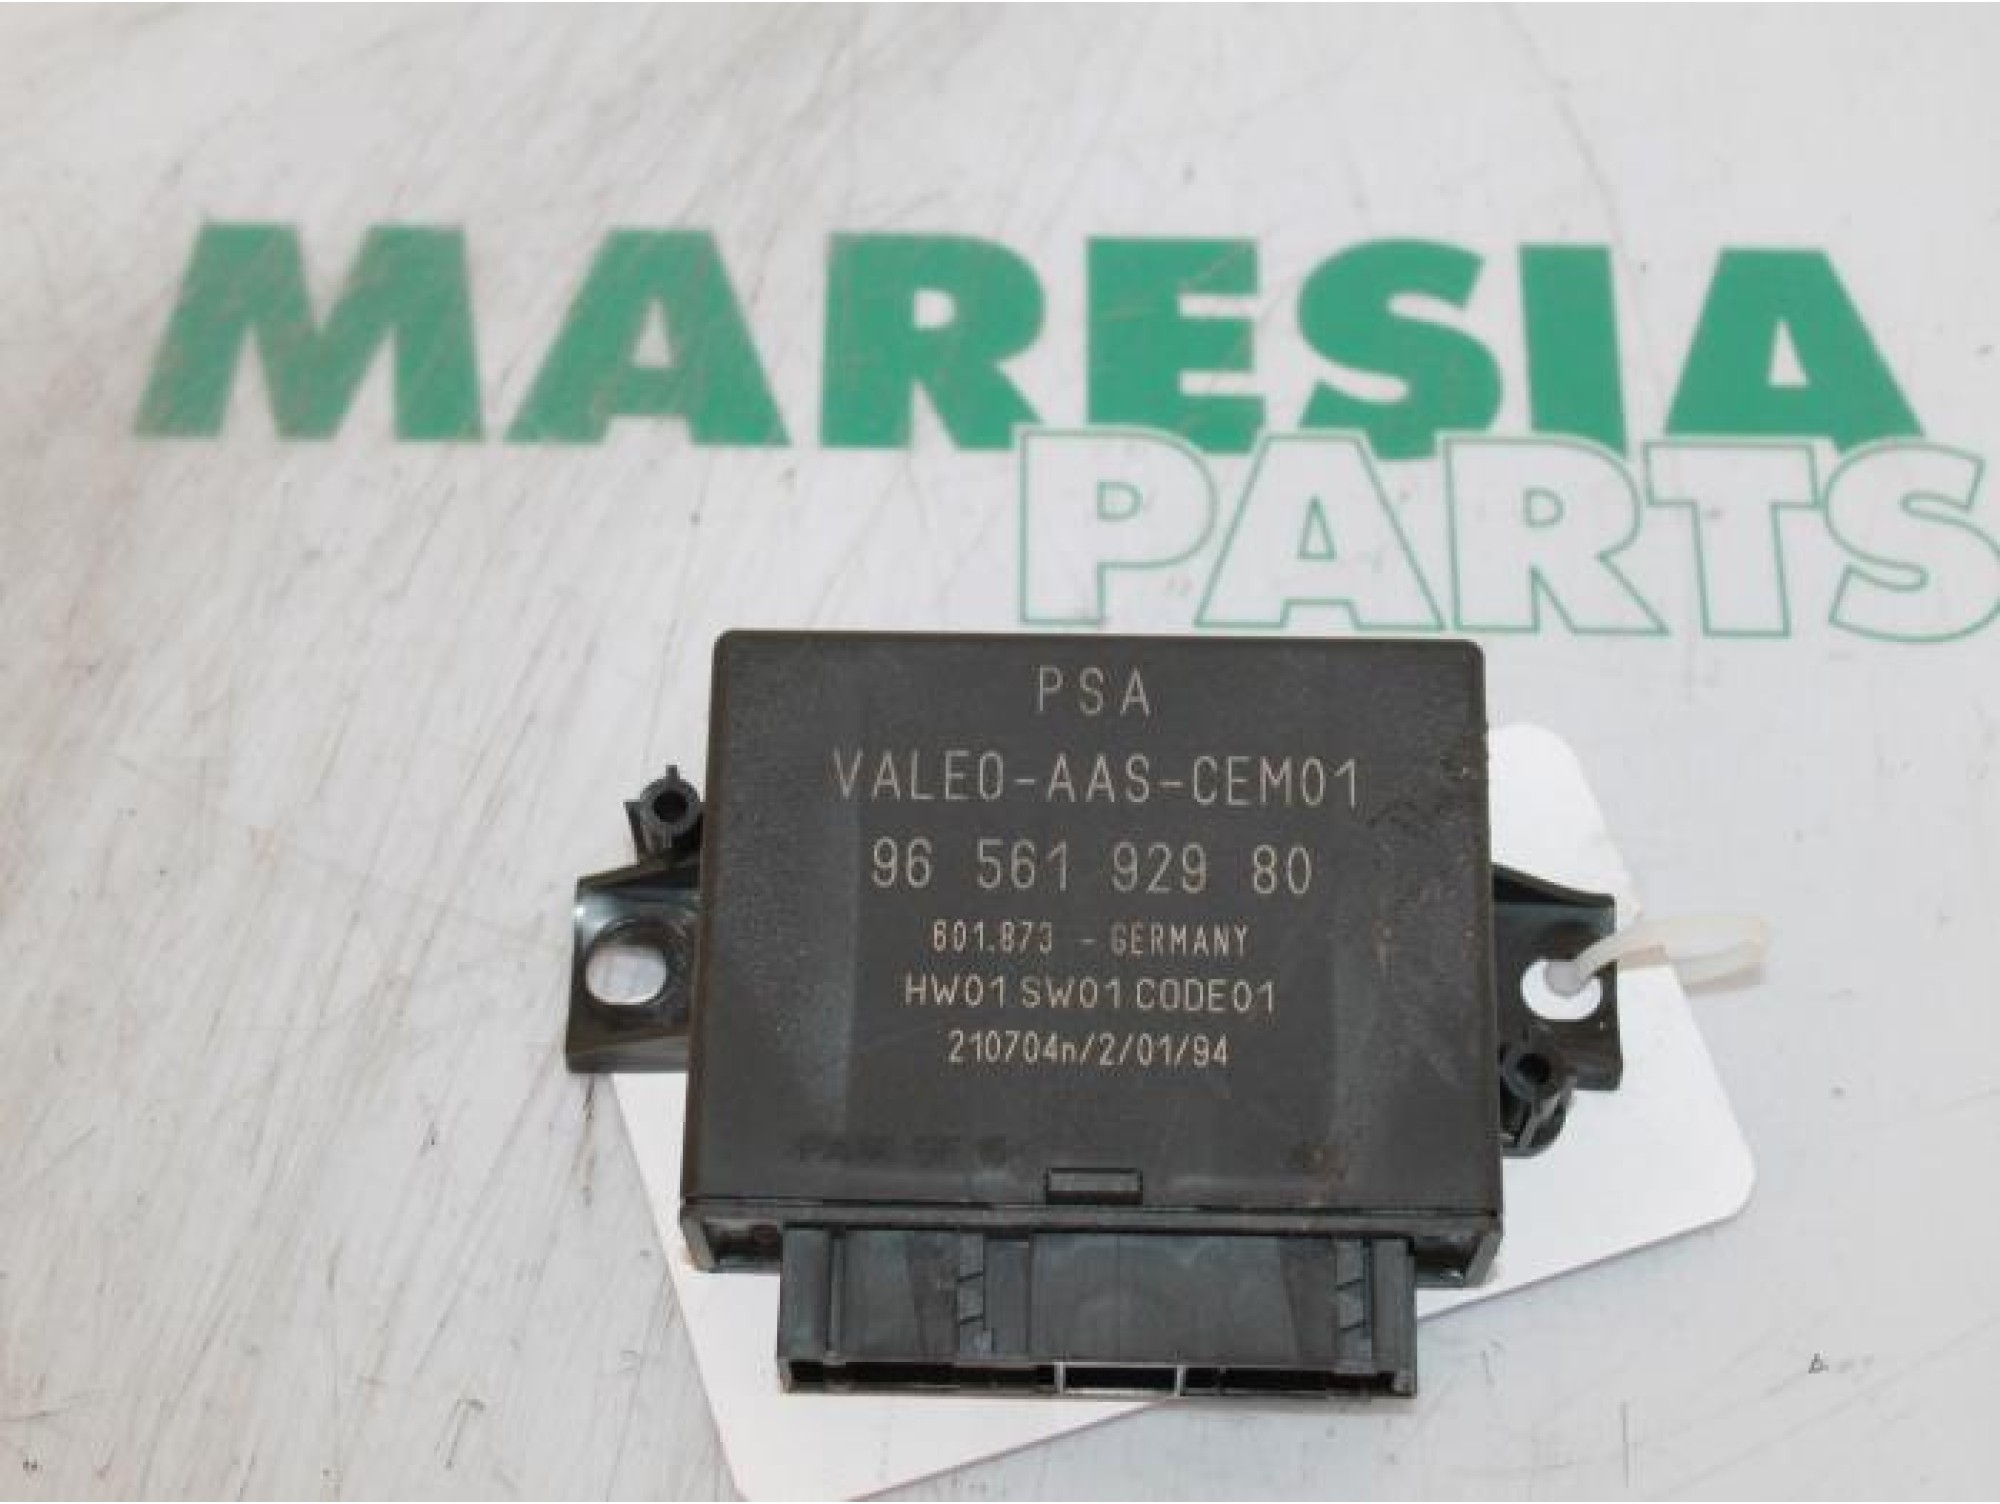 MARESIA
PARTS
PSA
VALEO-AAS-CEM01
96 561 929 80
601.873 - GERMANY
HW01 SW01 CODE01
210704n/2/01/94